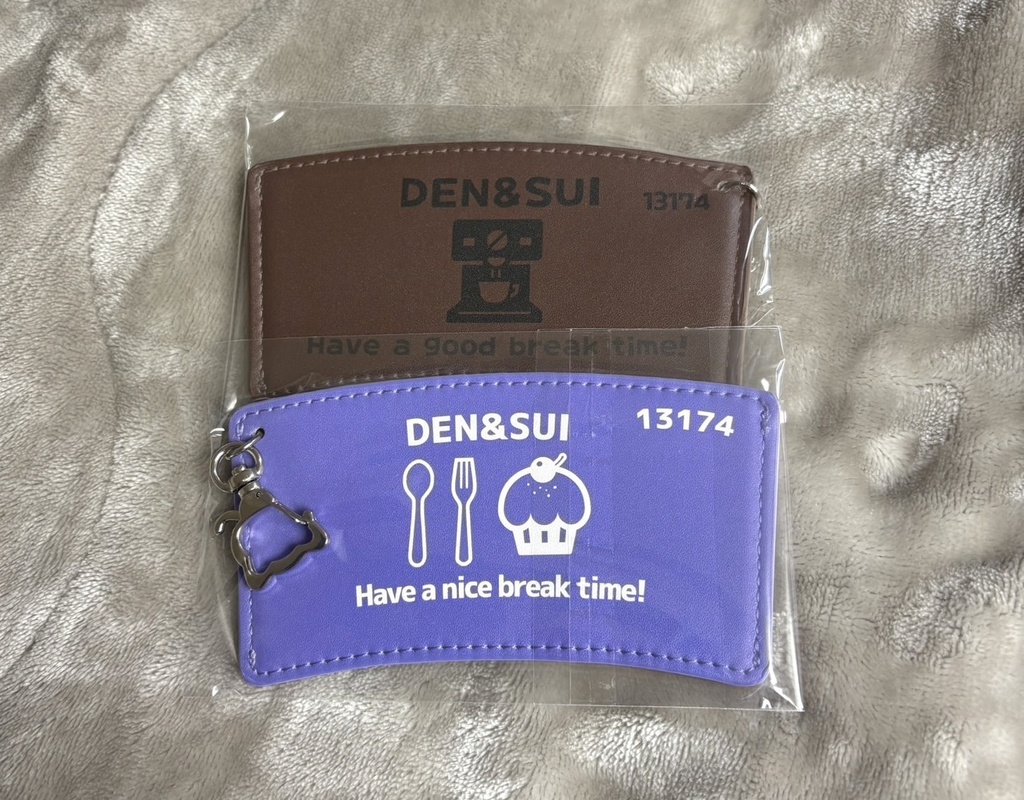 DEN&SUI
13174
Have a good break time!
DEN&SUI
13174
Have a nice break time!